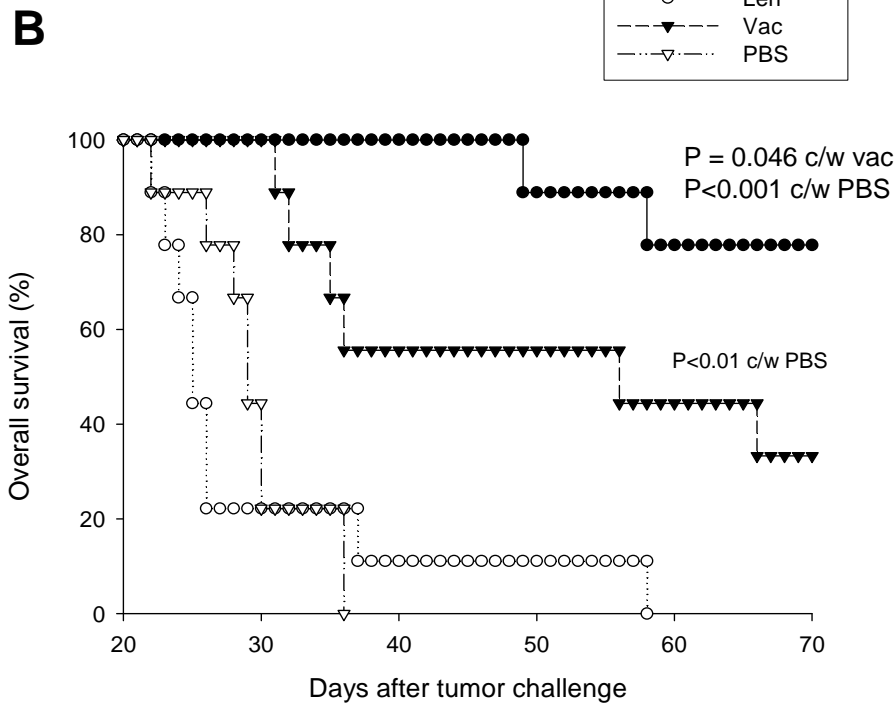 B
Vac
PBS
100
80
60
40
20
0
Overall survival (%)
P = 0.046 c/w vac
P<0.001 c/w PBS
P<0.01 c/w PBS
20 30 40 50 60 70
Days after tumor challenge